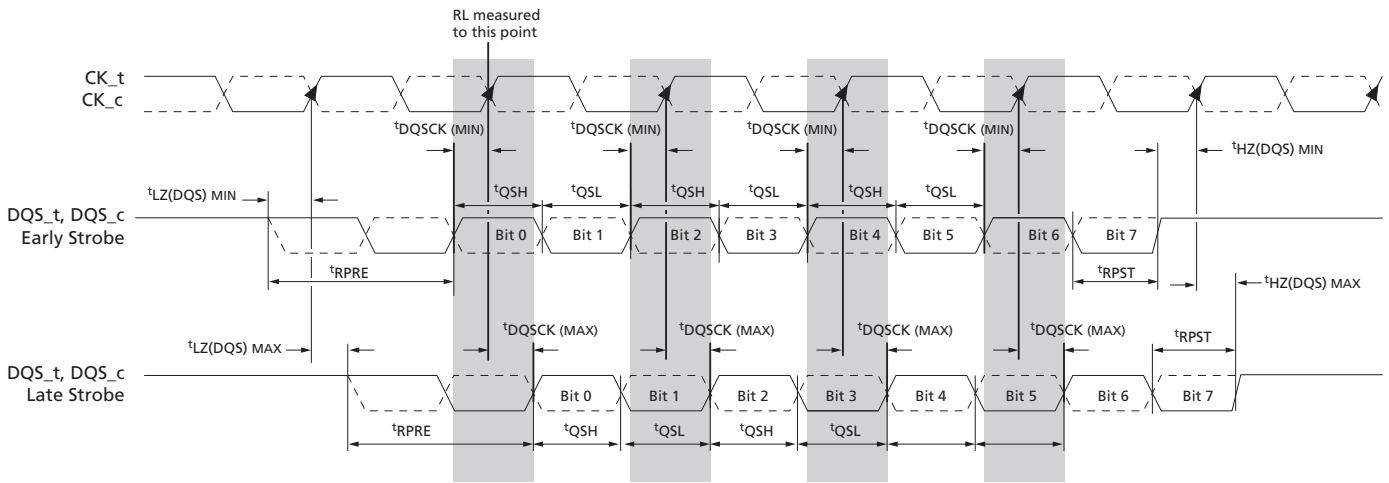 RL measured
to this point
CK_t
CK_c
tDQSCK (MIN) tDQSCK (MIN) tDQSCK (MIN) tDQSCK (MIN)
tHZ(DQS) MIN
tLZ(DQS) MIN
tQSH tQSL tQSH tQSL tQSH tQSL
DQS_t, DQS_c
Early Strobe
Bit 0 Bit 1 Bit 2 Bit 3 Bit 4 Bit 5 Bit 6 Bit 7
tRPRE
tRPST
tHZ(DQS) MAX
tDQSCK (MAX) tDQSCK (MAX) tDQSCK (MAX) tDQSCK (MAX)
tLZ(DQS) MAX
tRPST
DQS_t, DQS_c
Late Strobe
Bit 0 Bit 1 Bit 2 Bit 3 Bit 4 Bit 5 Bit 6 Bit 7
tRPRE tQSH tQSL tQSH tQSL